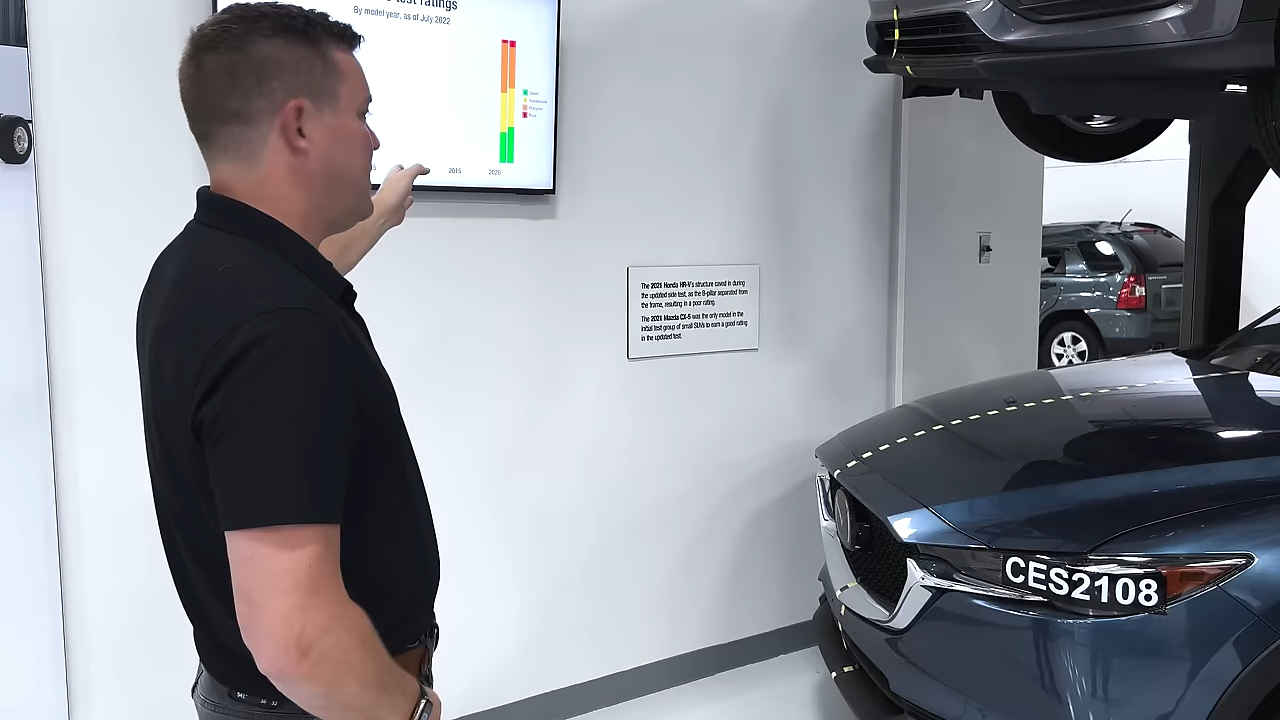 test ratings
By model year, as of July 2022
Good
Acceptable
Marginal
Poor
2015
2020
The 2021 Honda HR-V's structure caved in during
the updated side test, as the B-pillar separated from
the frame, resulting in a poor rating.
The 2021 Mazda CX-5 was the only model in the
initial test group of small SUVs to earn a good rating
in the updated test.
CES2108